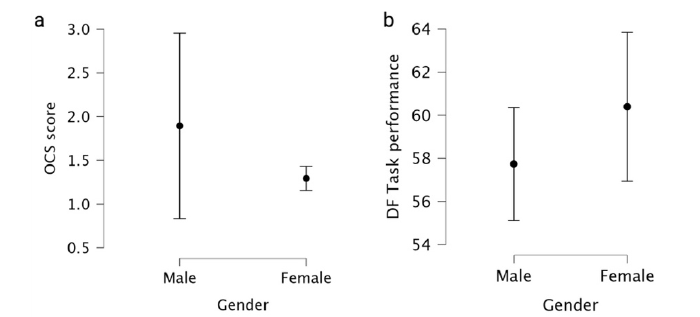 a
OCS score
3.0
2.5
2.0
1.5
1.0
0.5
Male Female
Gender
b
DF Task performance
64
62
60
58
56
54
Male Female
Gender